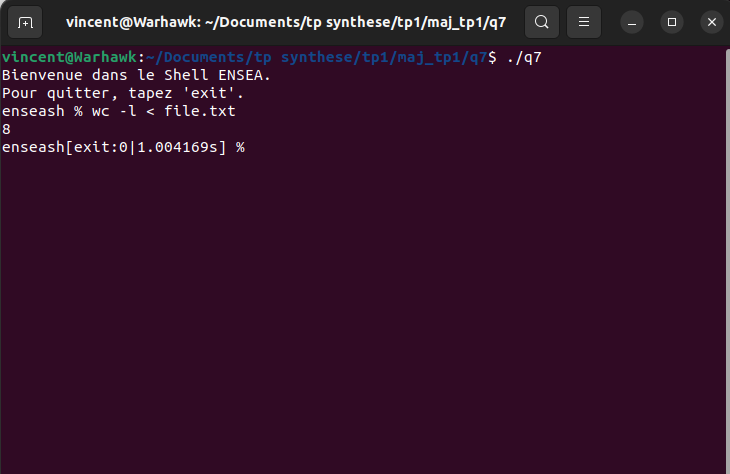 vincent@Warhawk: ~/Documents/tp synthese/tp1/maj_tp1/q7
vincent@Warhawk:~/Documents/tp synthese/tp1/maj_tp1/q7$ ./q7
Bienvenue dans le Shell ENSEA.
Pour quitter, tapez 'exit'.
enseash % wc -l < file.txt
8
enseash[exit:0|1.004169s] %